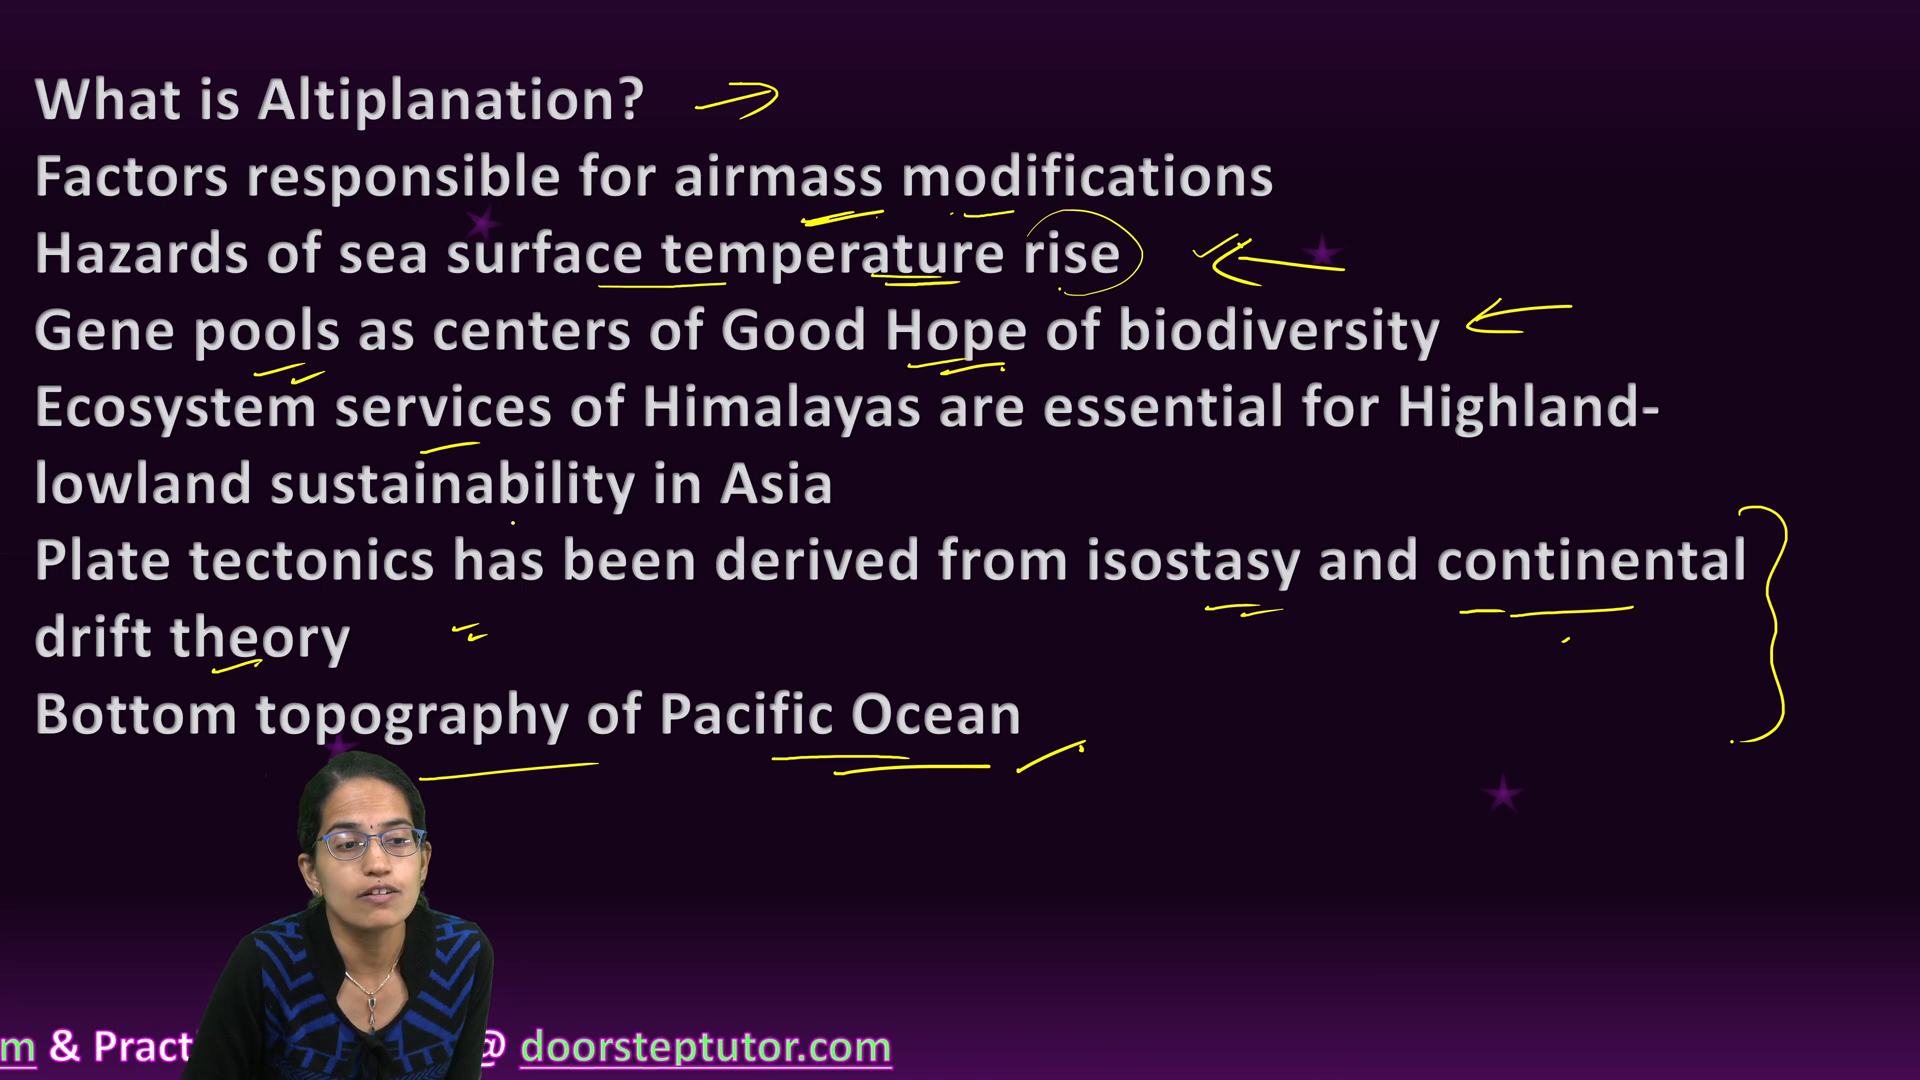 What is Altiplanation?
Factors responsible for airmass modifications
Hazards of sea surface temperature rise
Gene pools as centers of Good Hope of biodiversity
Ecosystem services of Himalayas are essential for Highland-
lowland sustainability in Asia
Plate tectonics has been derived from isostasy and continental
drift theory
Bottom topography of Pacific Ocean
m & Pract @ doorsteptutor.com